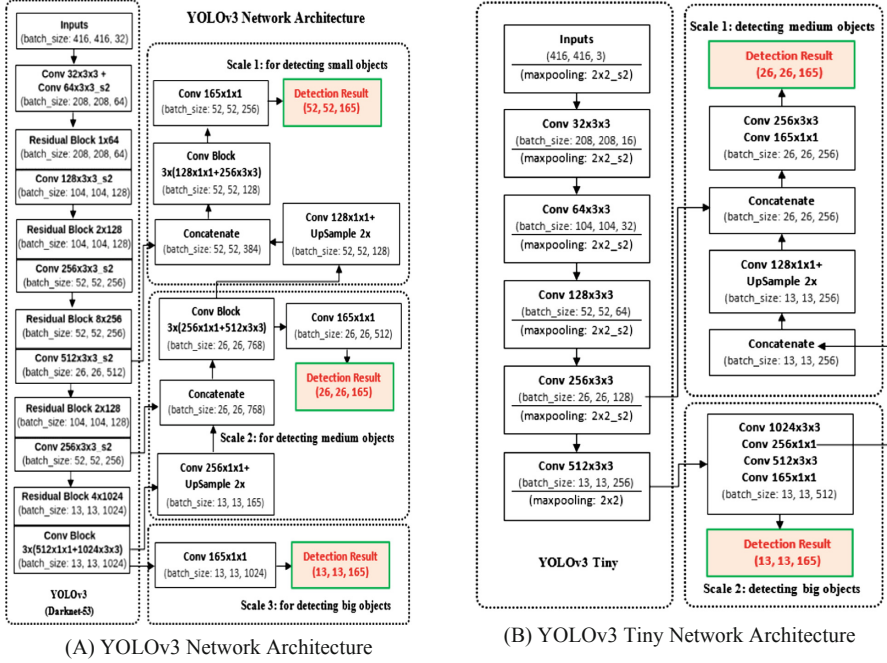 YOLOv3 Network Architecture
Inputs
(batch_size: 416, 416, 32)
Conv 32x3x3 +
Conv 64x3x3_s2
(batch_size: 208, 208, 64)
Residual Block 1x64
(batch_size: 208, 208, 64)
Conv 128x3x3_s2
(batch_size: 104, 104, 128)
Residual Block 2x128
(batch_size: 104, 104, 128)
Conv 256x3x3_s2
(batch_size: 52, 52, 256)
Residual Block 8x256
(batch_size: 52, 52, 256)
Conv 512x3x3_s2
(batch_size: 26, 26, 512)
Residual Block 2x128
(batch_size: 104, 104, 128)
Conv 256x3x3_s2
(batch_size: 52, 52, 256)
Residual Block 4x1024
(batch_size: 13, 13, 1024)
Conv Block
3x(512x1x1+1024x3x3)
(batch_size: 13, 13, 1024)
YOLOv3
(Darknet-53)
Scale 1: for detecting small objects
Conv 165x1x1
(batch_size: 52, 52, 256)
Detection Result
(52, 52, 165)
Conv Block
3x(128x1x1+256x3x3)
(batch_size: 52, 52, 128)
Concatenate
(batch_size: 52, 52, 384)
Conv 128x1x1+
UpSample 2x
(batch_size: 52, 52, 128)
Conv Block
3x(256x1x1+512x3x3)
(batch_size: 26, 26, 768)
Conv 165x1x1
(batch_size: 26, 26, 512)
Detection Result
(26, 26, 165)
Concatenate
(batch_size: 26, 26, 768)
Scale 2: for detecting medium objects
Conv 256x1x1+
UpSample 2x
(batch_size: 13, 13, 165)
Conv 165x1x1
(batch_size: 13, 13, 1024)
Detection Result
(13, 13, 165)
Scale 3: for detecting big objects
(A) YOLOv3 Network Architecture
Inputs
(416, 416, 3)
(maxpooling: 2x2_s2)
Conv 32x3x3
(batch_size: 208, 208, 16)
(maxpooling: 2x2_s2)
Conv 64x3x3
(batch_size: 104, 104, 32)
(maxpooling: 2x2_s2)
Conv 128x3x3
(batch_size: 52, 52, 64)
(maxpooling: 2x2_s2)
Conv 256x3x3
(batch_size: 26, 26, 128)
(maxpooling: 2x2_s2)
Conv 512x3x3
(batch_size: 13, 13, 256)
(maxpooling: 2x2)
YOLOv3 Tiny
Scale 1: detecting medium objects
Detection Result
(26, 26, 165)
Conv 256x3x3
Conv 165x1x1
(batch_size: 26, 26, 256)
Concatenate
(batch_size: 26, 26, 256)
Conv 128x1x1+
UpSample 2x
(batch_size: 13, 13, 256)
Concatenate
(batch_size: 13, 13, 256)
Conv 1024x3x3
Conv 256x1x1
Conv 512x3x3
Conv 165x1x1
(batch_size: 13, 13, 512)
Detection Result
(13, 13, 165)
Scale 2: detecting big objects
(B) YOLOv3 Tiny Network Architecture